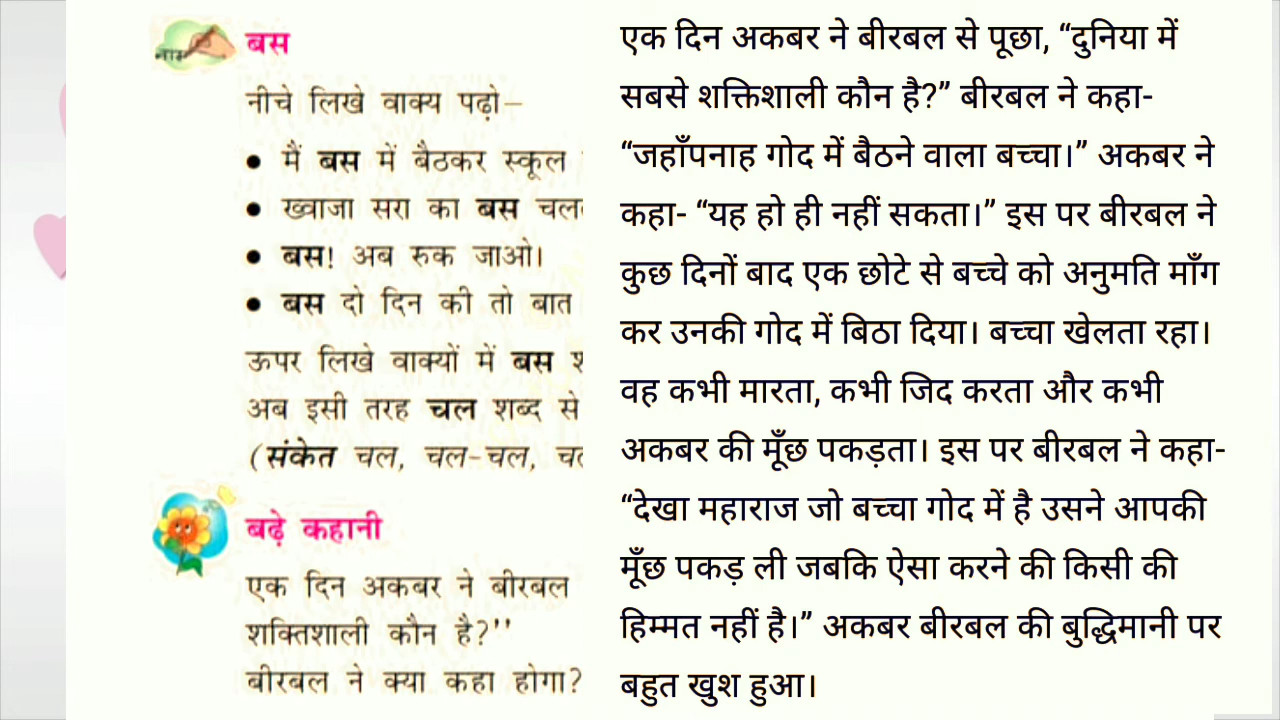 बस
नीचे लिखे वाक्य पढ़ो–
● मैं बस में बैठकर स्कूल
● ख्वाजा सरा का बस
● बस! अब रुक जाओ।
● बस दो दिन की तो बात
ऊपर लिखे वाक्यों में बस
अब इसी तरह चल शब्द से
(संकेत चल, चल-चल,
बढ़े कहानी
एक दिन अकबर ने बीरबल
शक्तिशाली कौन है?’’
बीरबल ने क्या कहा होगा?
एक दिन अकबर ने बीरबल से पूछा, “दुनिया में
सबसे शक्तिशाली कौन है?” बीरबल ने कहा-
“जहाँपनाह गोद में बैठने वाला बच्चा।” अकबर ने
कहा- “यह हो ही नहीं सकता।” इस पर बीरबल ने
कुछ दिनों बाद एक छोटे से बच्चे को अनुमति माँग
कर उनकी गोद में बिठा दिया। बच्चा खेलता रहा।
वह कभी मारता, कभी जिद करता और कभी
अकबर की मूँछ पकड़ता। इस पर बीरबल ने कहा-
“देखा महाराज जो बच्चा गोद में है उसने आपकी
मूँछ पकड़ ली जबकि ऐसा करने की किसी की
हिम्मत नहीं है।” अकबर बीरबल की बुद्धिमानी पर
बहुत खुश हुआ।